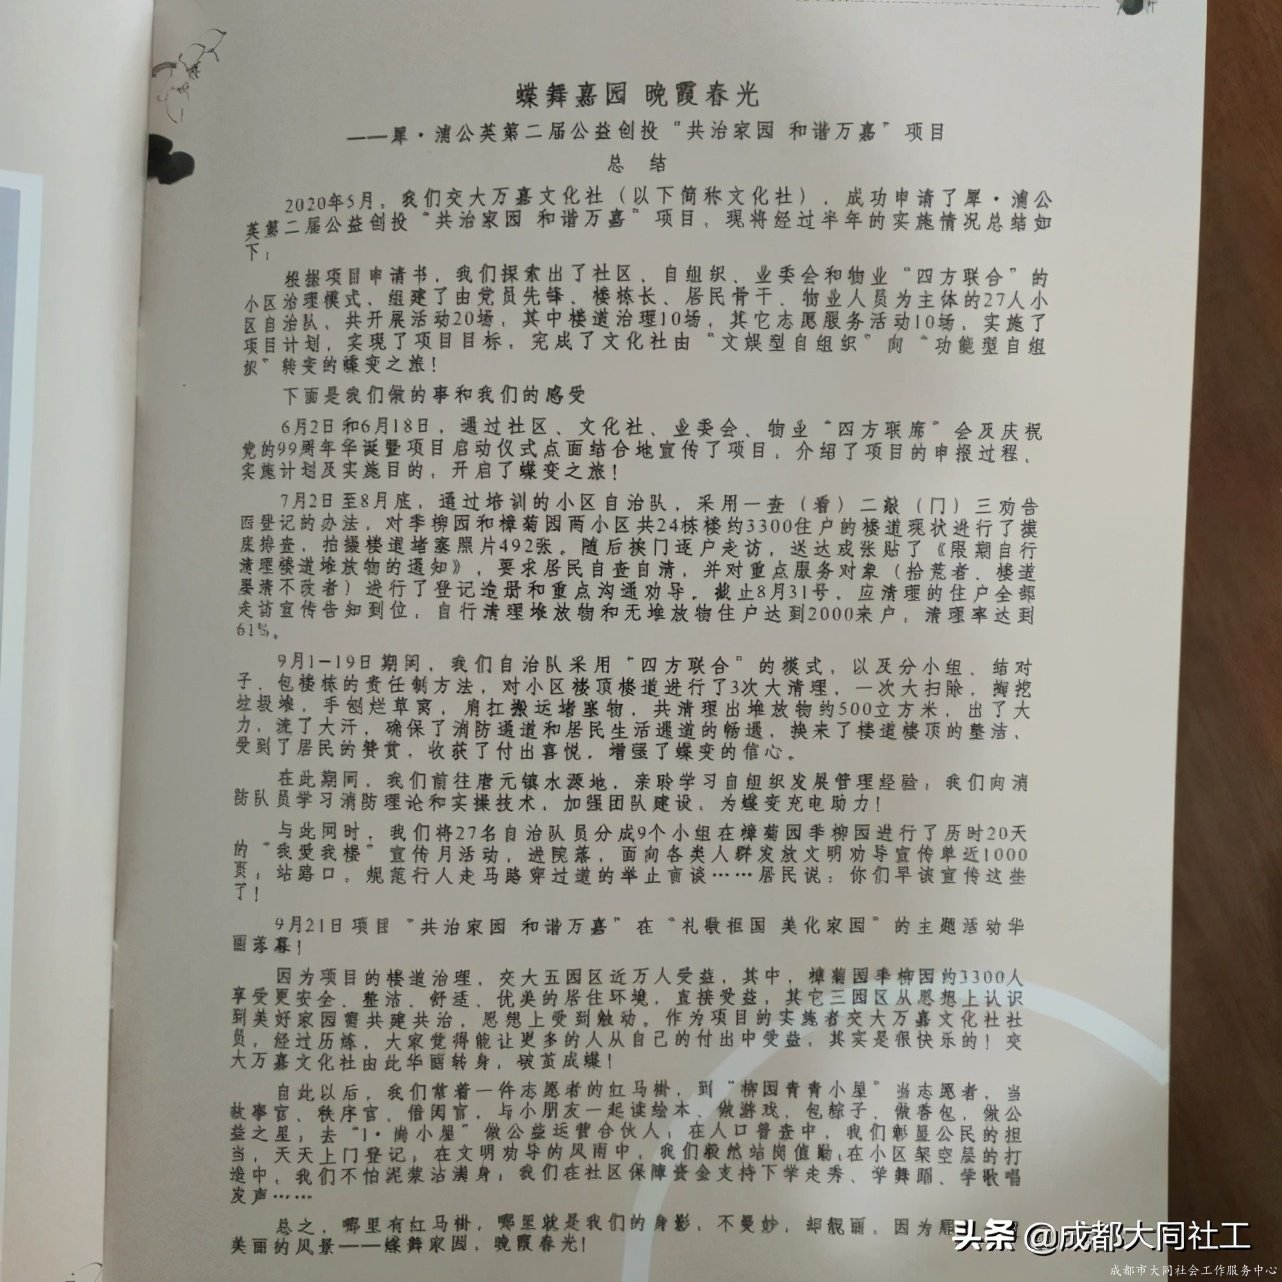 蝶舞嘉园 晚霞春光
——犀·浦公英第二届公益创投“共治家园 和谐万嘉”项目
总 结
2020年5月，我们交大万嘉文化社（以下简称文化社），成功申请了犀·浦公
英第二届公益创投“共治家园 和谐万嘉”项目，现将经过半年的实施情况总结如
下：
根据项目申请书，我们探索出了社区、自组织、业委会和物业“四方联合”的
小区治理模式，组建了由党员先锋、楼栋长、居民骨干、物业人员为主体的27人小
区自治队，共开展活动20场，其中楼道治理10场，其它志愿服务活动10场，实施了
项目计划，实现了项目目标，完成了文化社由“文娱型自组织”向“功能型自组
织”转变的蝶变之旅！
下面是我们做的事和我们的感受
6月2日和6月18日，通过社区、文化社、业委会、物业“四方联席”会及庆祝
党的99周年华诞暨项目启动仪式点面结合地宣传了项目，介绍了项目的申报过程、
实施计划及实施目的，开启了蝶变之旅！
7月2日至8月底，通过培训的小区自治队，采用一查（看）二敲（门）三劝告
四登记的办法，对季柳园和樟菊园两小区共24栋楼约3300住户的楼道现状进行了摸
底排查，拍摄楼道堵塞照片492张。随后挨门逐户走访，送达或张贴了《限期自行
清理楼道堆放物的通知》，要求居民自查自清，并对重点服务对象（拾荒者、楼道
屡清不改者）进行了登记造册和重点沟通劝导，截止8月31号，应清理的住户全部
走访宣传告知到位，自行清理堆放物和无堆放物住户达到2000来户，清理率达到
61%。
9月1-19日期间，我们自治队采用“四方联合”的模式，以及分小组、结对
子、包楼栋的责任制方法，对小区楼顶楼道进行了3次大清理，一次大扫除，掏挖
垃圾堆，手刨烂草窝，肩扛搬运堵塞物，共清理出堆放物约500立方米，出了大
力，流了大汗，确保了消防通道和居民生活通道的畅通，换来了楼道楼顶的整洁，
受到了居民的赞赏，收获了付出喜悦，增强了蝶变的信心。
在此期间，我们前往唐元镇水源地，亲聆学习自组织发展管理经验；我们向消
防队员学习消防理论和实操技术，加强团队建设，为蝶变充电助力！
与此同时，我们将27名自治队员分成9个小组在樟菊园季柳园进行了历时20天
的“我爱我楼”宣传月活动，进院落，面向各类人群发放文明劝导宣传单近1000
页；站路口，规范行人走马路穿过道的举止言谈……居民说：你们早该宣传这些
了！
9月21日项目“共治家园 和谐万嘉”在“礼敬祖国 美化家园”的主题活动华
丽落幕！
因为项目的楼道治理，交大五园区近万人受益，其中，樟菊园季柳园约3300人
享受更安全、整洁、舒适、优美的居住环境，直接受益；其它三园区从思想上认识
到美好家园需共建共治，思想上受到触动。作为项目的实施者交大万嘉文化社社
员，经过历练，大家觉得能让更多的人从自己的付出中受益，其实是很快乐的！交
大万嘉文化社由此华丽转身，破茧成蝶！
自此以后，我们常着一件志愿者的红马褂，到“柳园青青小屋”当志愿者，当
故事官、秩序官、借阅官，与小朋友一起读绘本、做游戏，包粽子、做香包，做公
益之星；去“1·尚小屋”做公益运营合伙人；在人口普查中，我们彰显公民的担
当，天天上门登记；在文明劝导的风雨中，我们毅然站岗值勤；在小区架空层的打
造中，我们不怕泥浆沾满身；我们在社区保障资金支持下学走秀、学舞蹈、学歌唱
发声……
总之，哪里有红马褂，哪里就是我们的身影，不曼妙，却靓丽，因为那
美丽的风景——蝶舞家园，晚霞春光！
头条 @成都大同社工
成都市大同社会工作服务中心